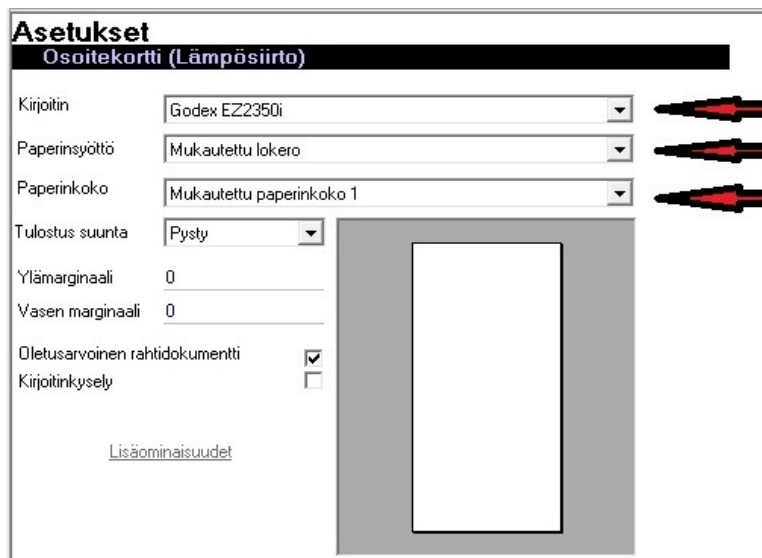 Asetukset
Osoitekortti (Lämpösiirto)
Kirjoitin Godex EZ2350i
Paperinsyöttö Mukautettu lokero
Paperinkoko Mukautettu paperinkoko 1
Tulostus suunta Pysty
Ylämarginaali 0
Vasen marginaali 0
Oletusarvoinen rahtidokumentti
Kirjoitinkysely
Lisäominaisuudet